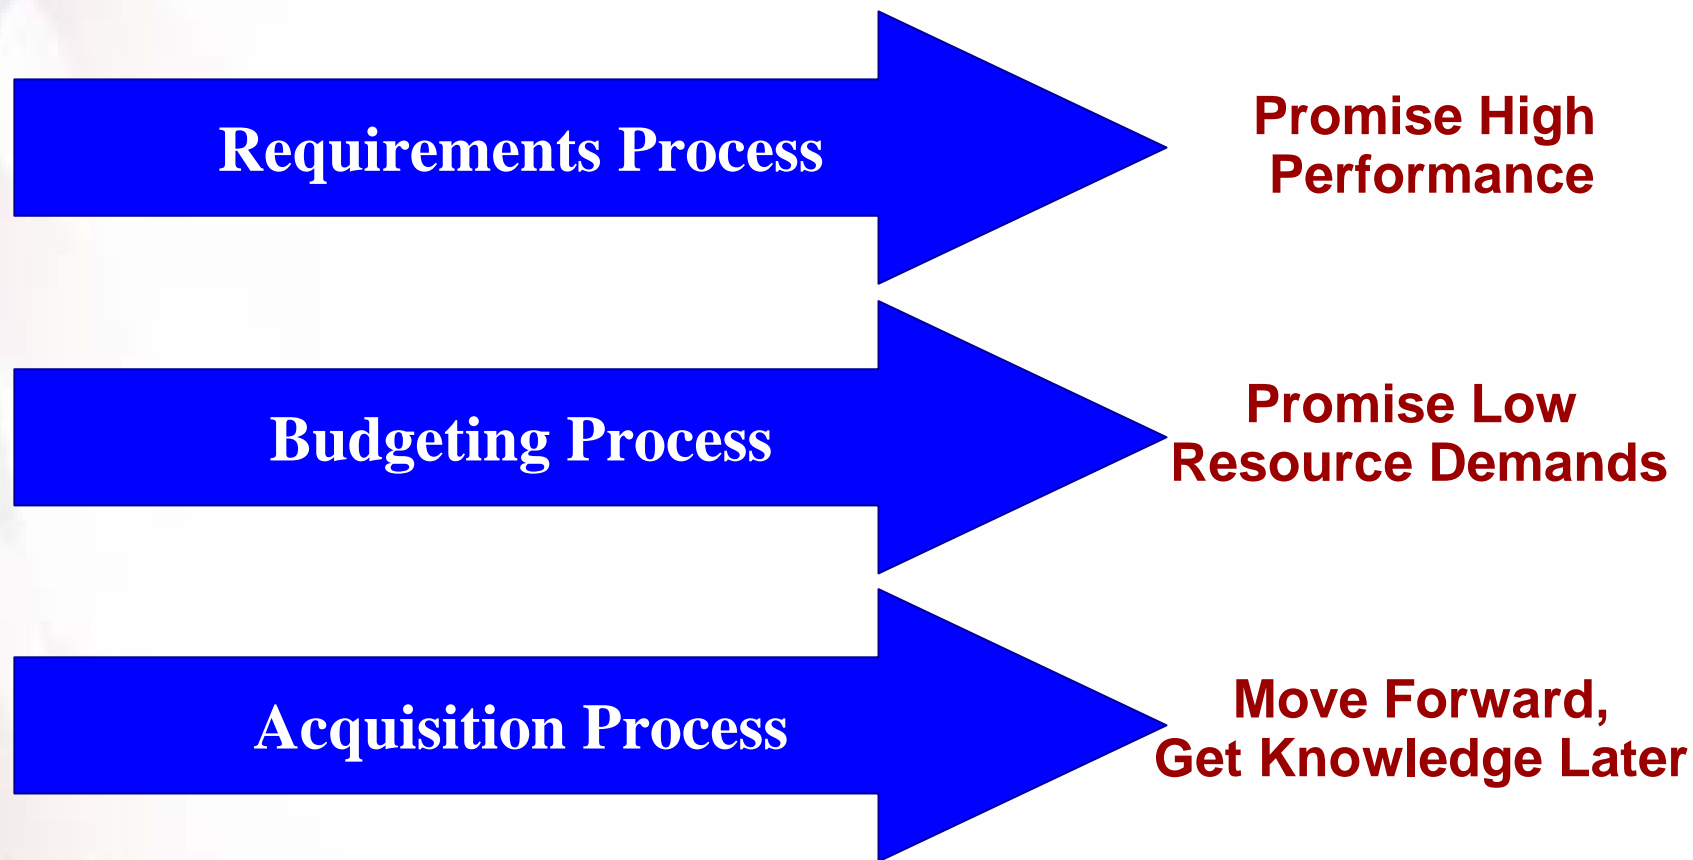 Requirements Process
Promise High
Performance
Budgeting Process
Promise Low
Resource Demands
Acquisition Process
Move Forward,
Get Knowledge Later